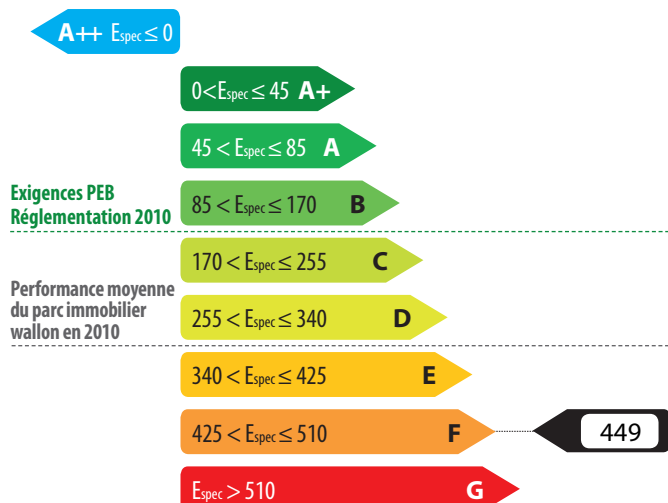 A++ Espec ≤ 0
0<Espec ≤ 45 A+
45 < Espec ≤ 85 A
Exigences PEB
Réglementation 2010
85 < Espec ≤ 170 B
170 < Espec ≤ 255 C
Performance moyenne
du parc immobilier
wallon en 2010
255 < Espec ≤ 340 D
340 < Espec ≤ 425 E
425 < Espec ≤ 510 F 449
Espec > 510 G